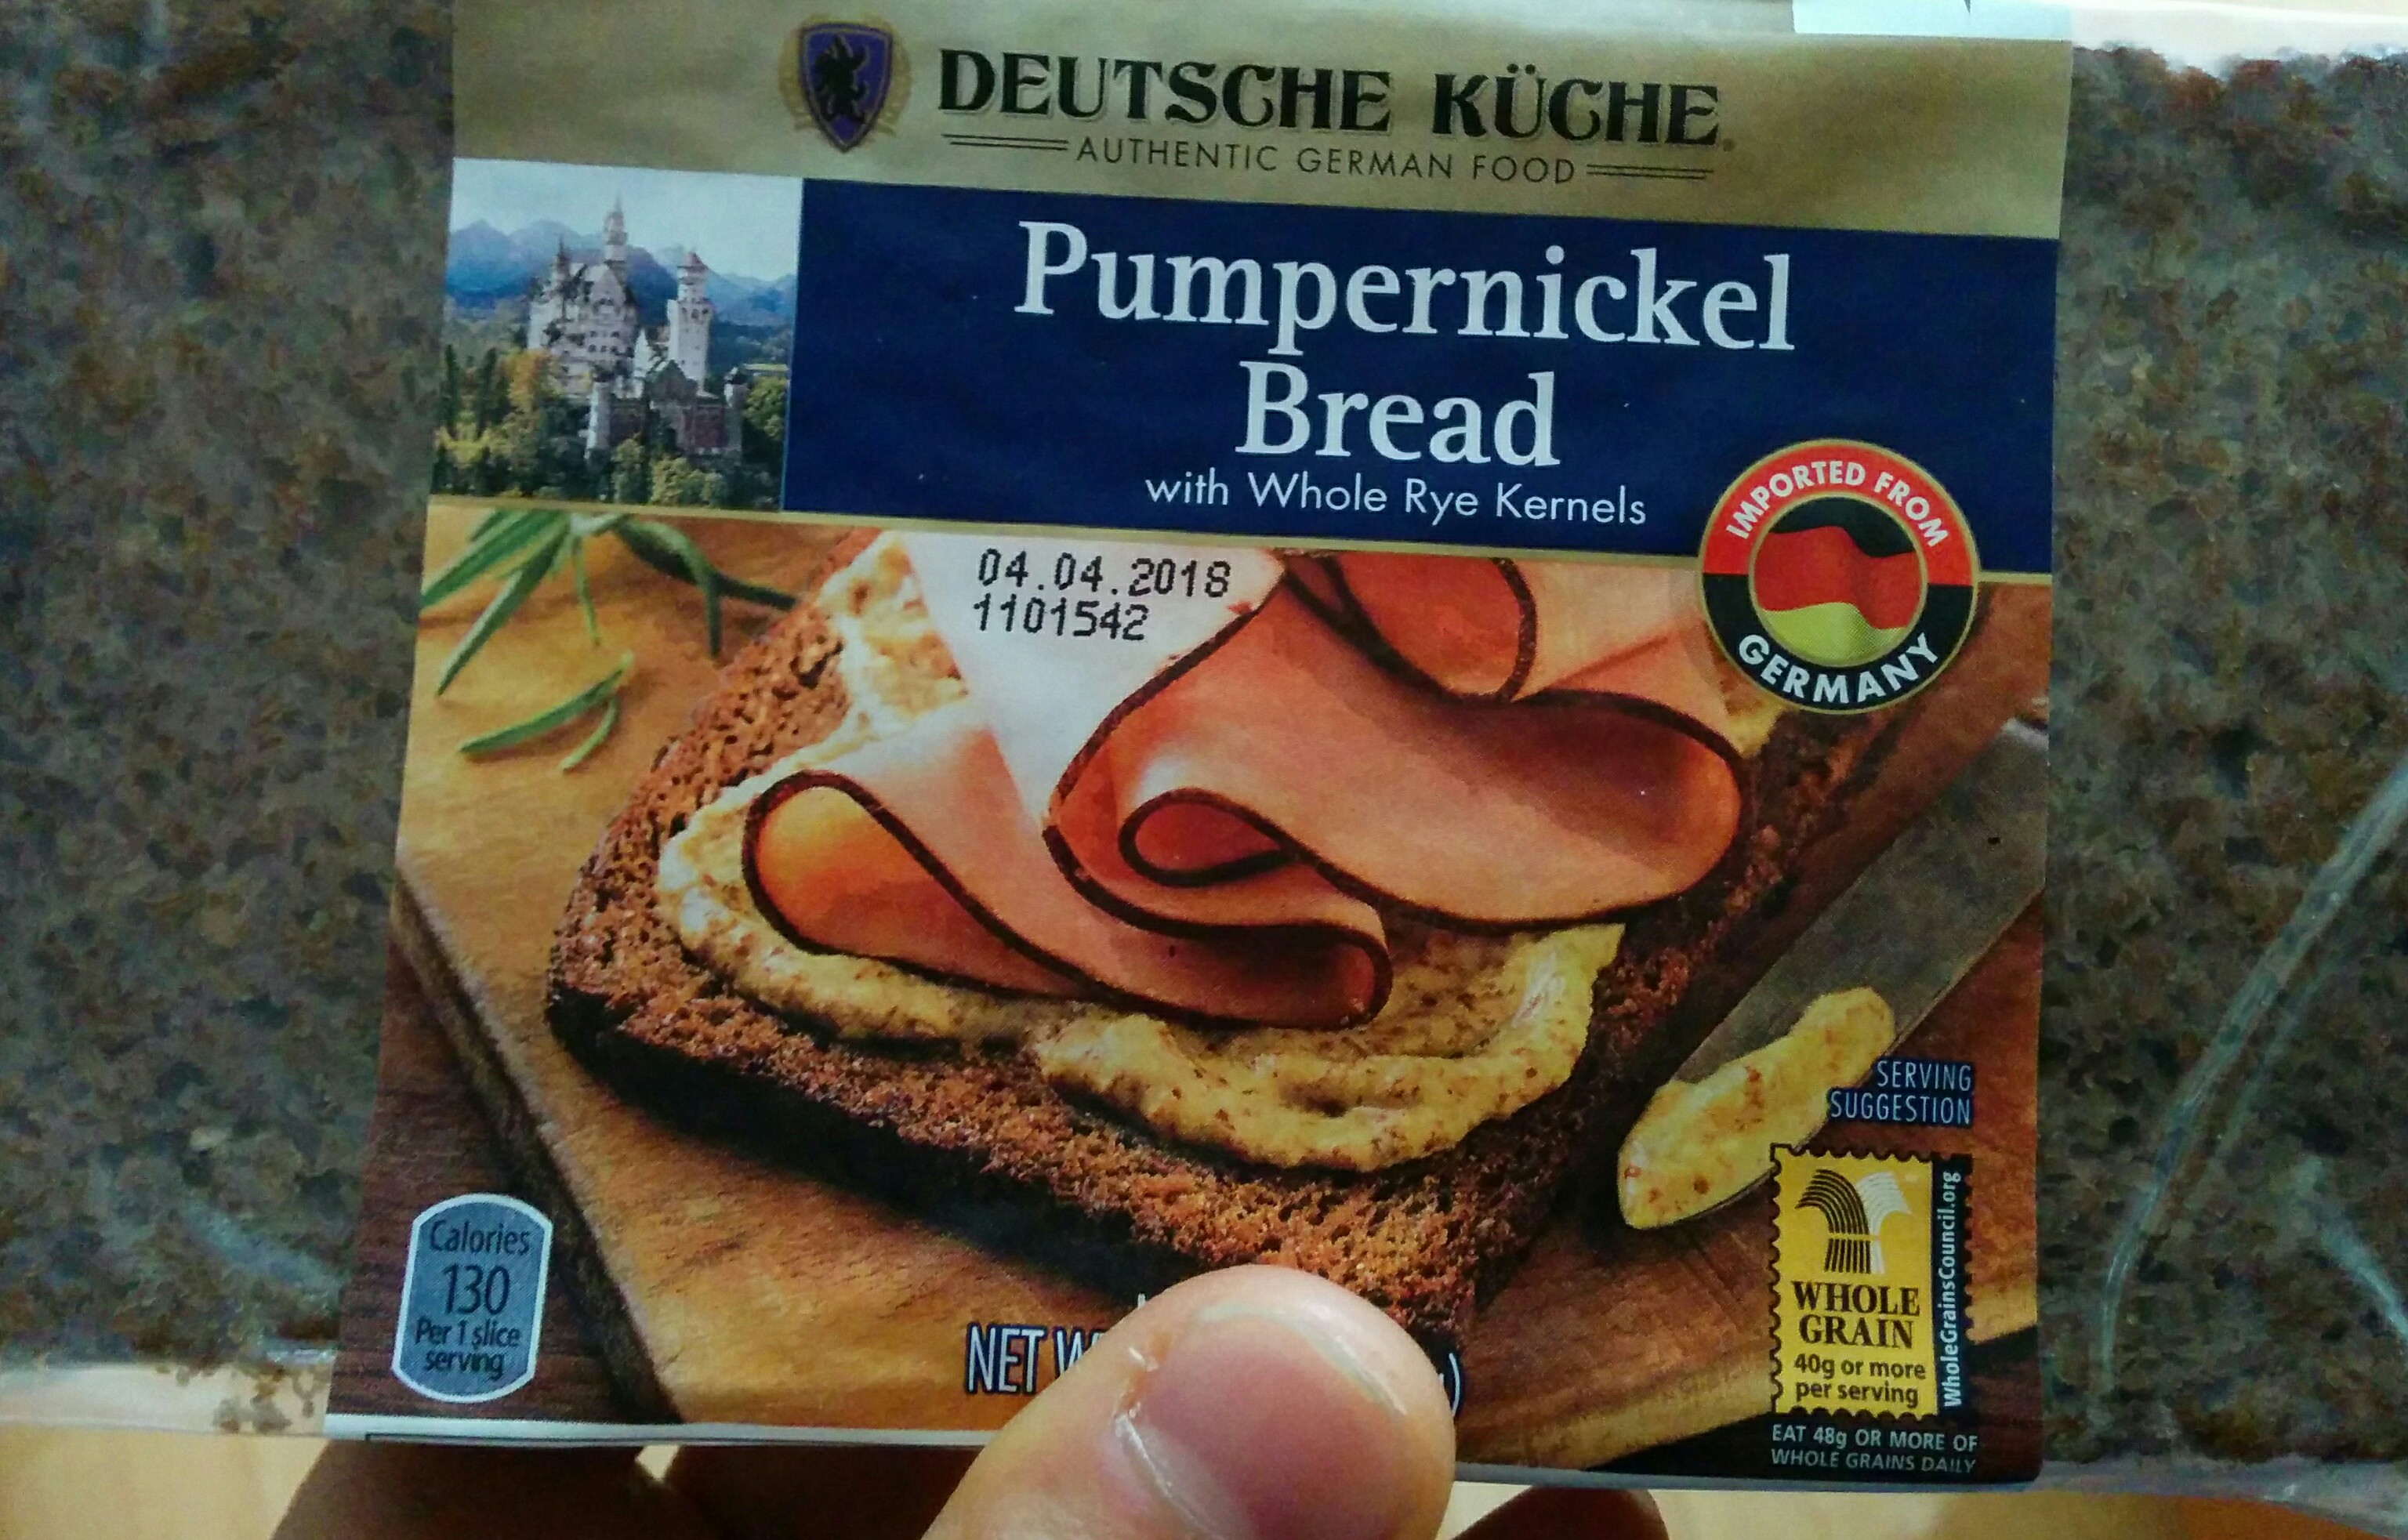 DEUTSCHE KÜCHE®
AUTHENTIC GERMAN FOOD
Pumpernickel
Bread
with Whole Rye Kernels
IMPORTED FROM
GERMANY
04.04.2018
1101542
SERVING
SUGGESTION
Calories
130
Per 1 slice
serving
NET
WHOLE
GRAIN
40g or more
per serving
WholeGrainsCouncil.org
EAT 48g OR MORE OF
WHOLE GRAINS DAILY